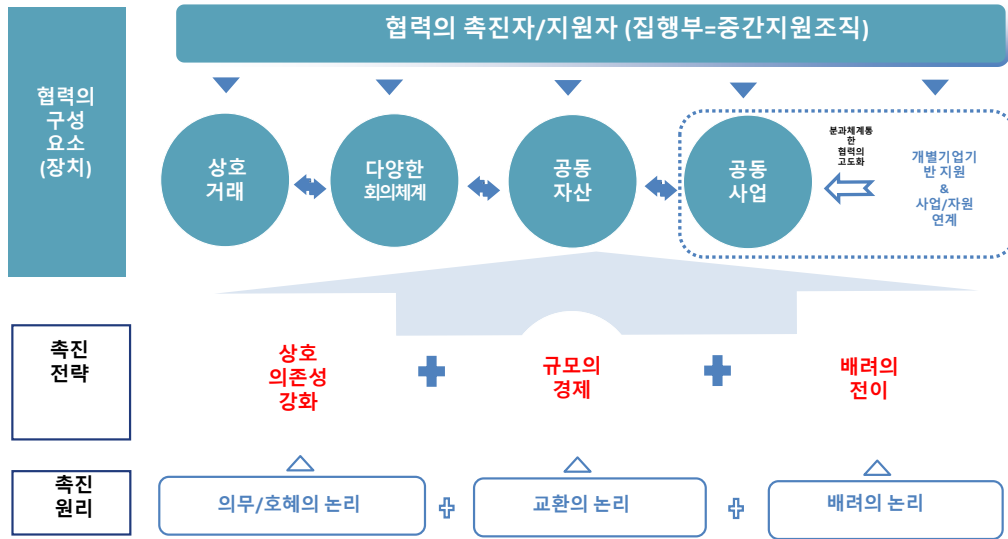 협력의 촉진자/지원자 (집행부=중간지원조직)
협력의
구성
요소
(장치)
상호
거래
다양한
회의체계
공동
자산
공동
사업
분과체계통
한
협력의
고도화
개별기업기
반 지원
&
사업/자원
연계
촉진
전략
상호
의존성
강화
규모의
경제
배려의
전이
촉진
원리
의무/호혜의 논리
교환의 논리
배려의 논리